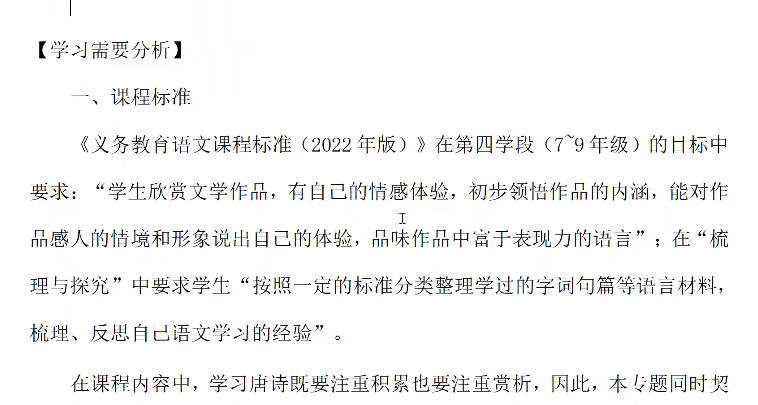 【学习需要分析】
一、课程标准
《义务教育语文课程标准（2022 年版）》在第四学段（7~9 年级）的目标中
要求：“学生欣赏文学作品，有自己的情感体验，初步领悟作品的内涵，能对作
品感人的情境和形象说出自己的体验，品味作品中富于表现力的语言”；在“梳
理与探究”中要求学生“按照一定的标准分类整理学过的字词句篇等语言材料，
梳理、反思自己语文学习的经验”。
在课程内容中，学习唐诗既要注重积累也要注重赏析，因此，本专题同时契